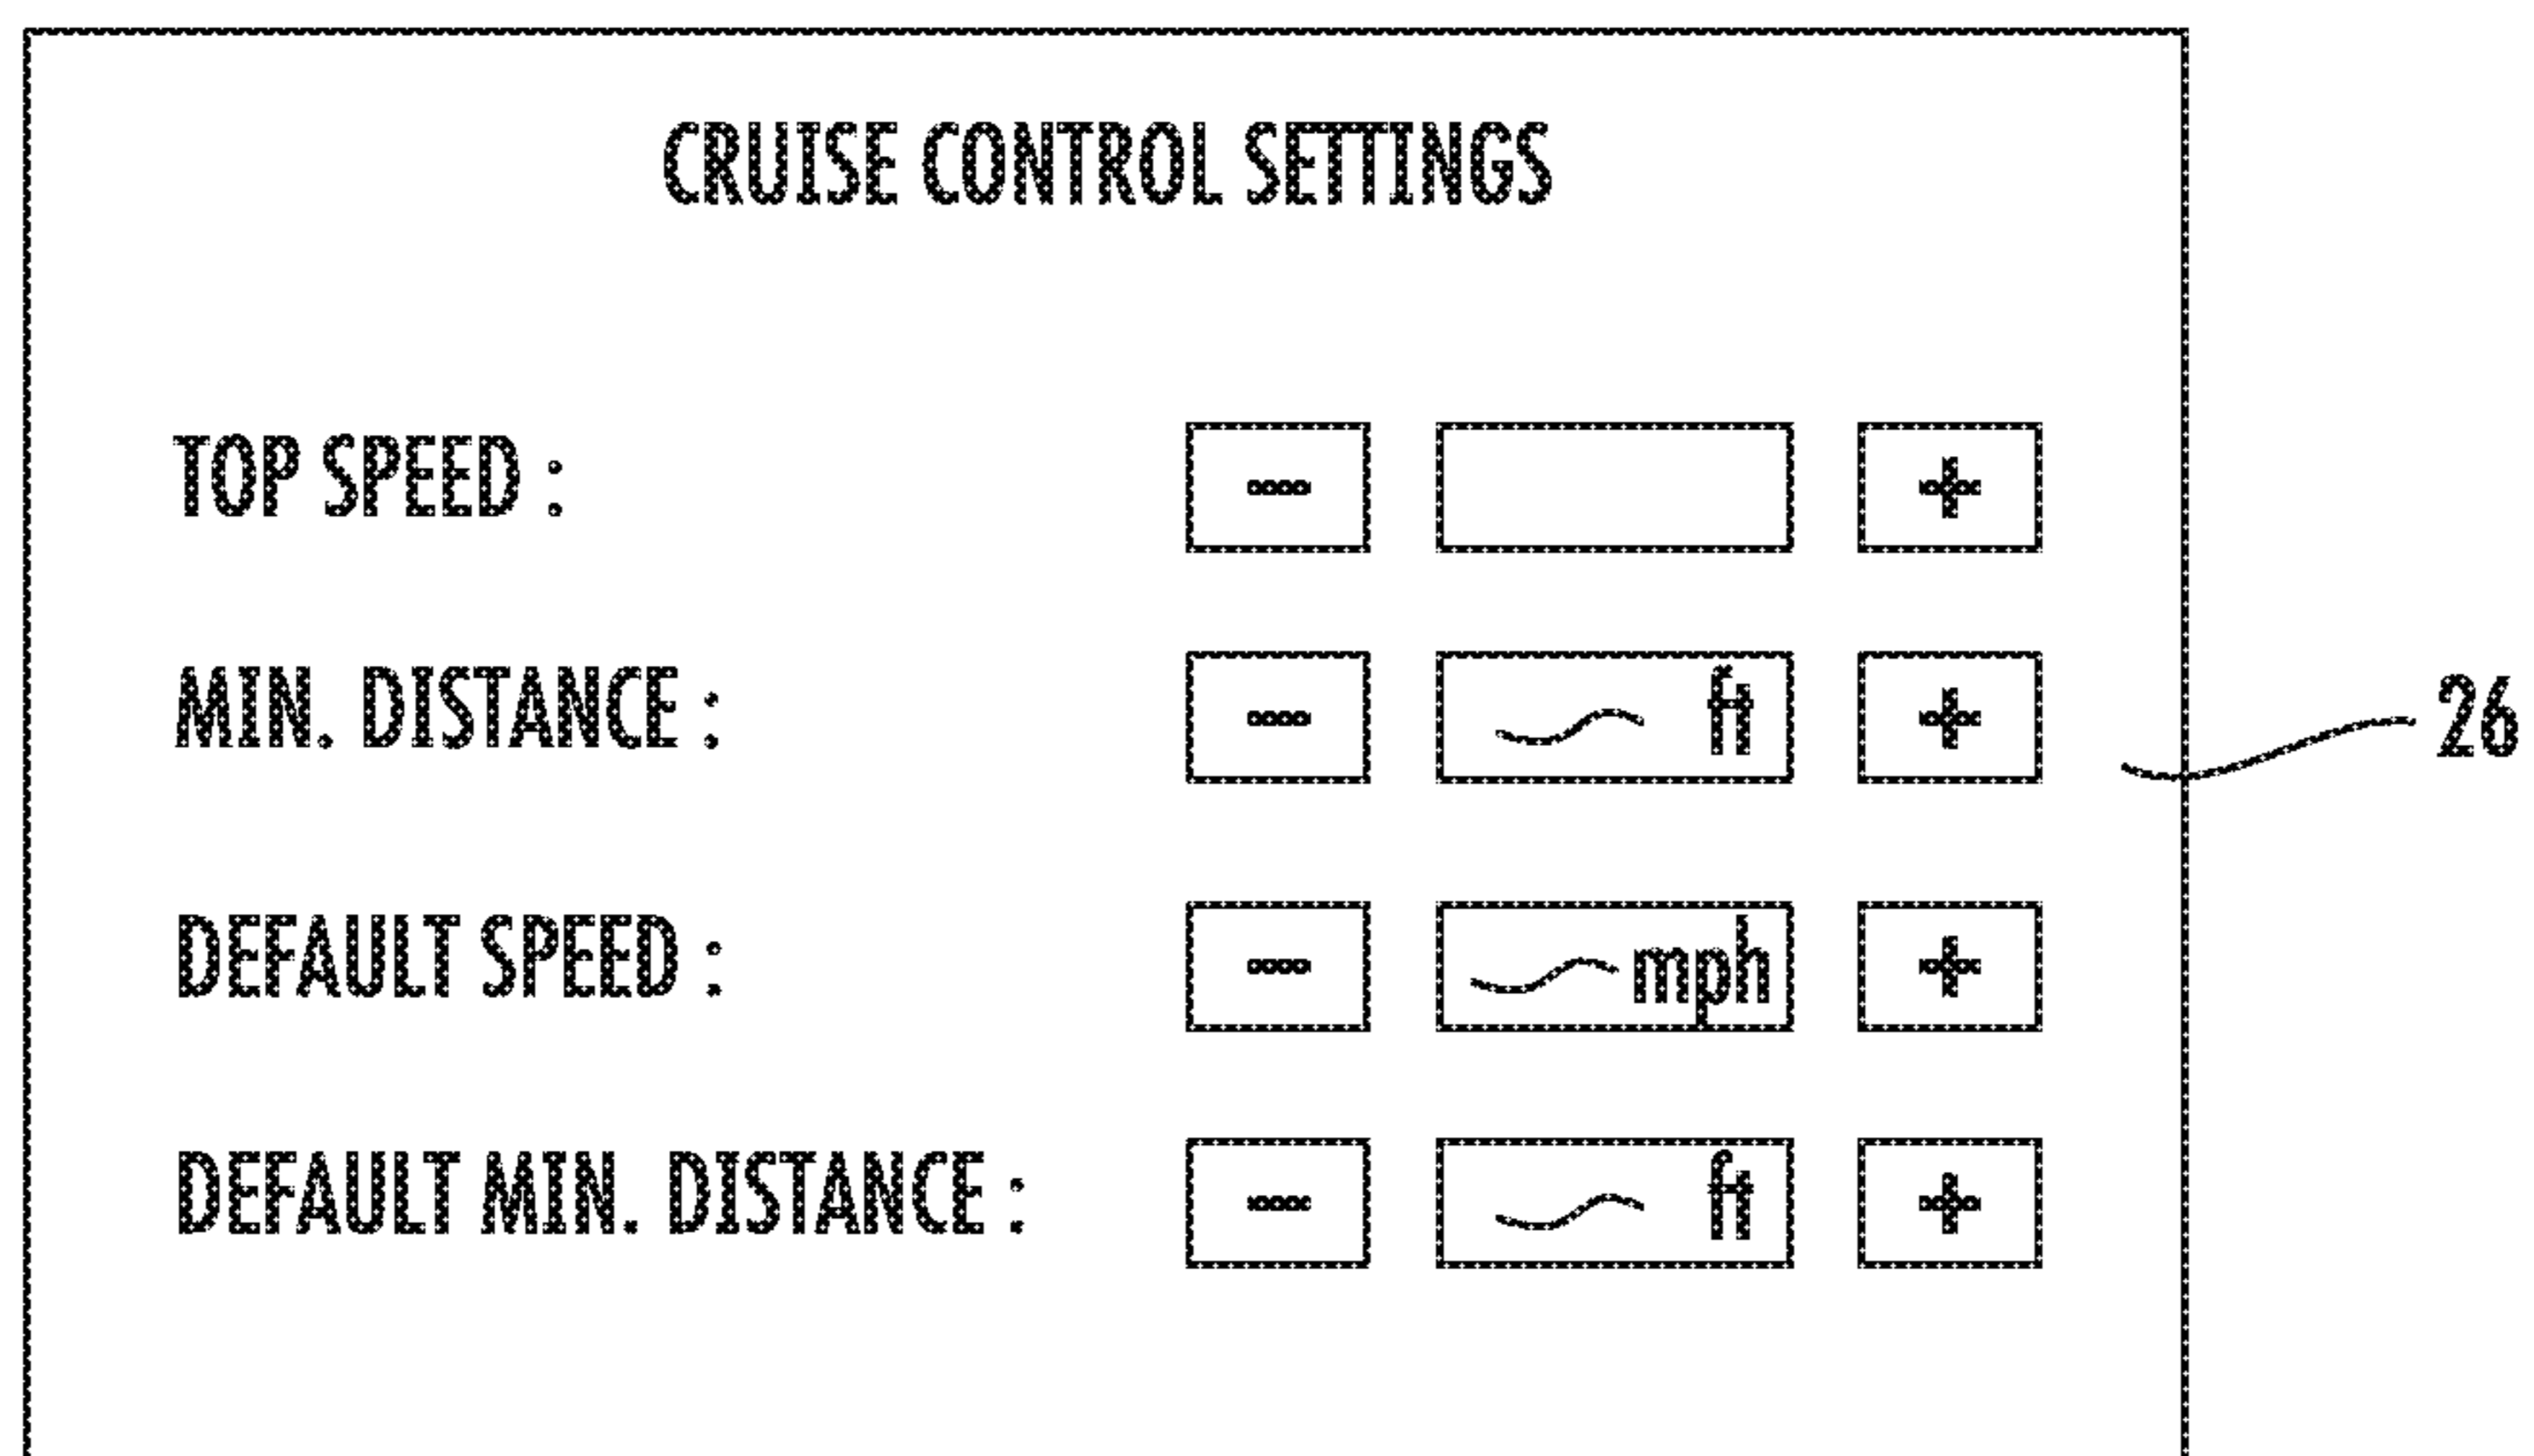 CRUISE CONTROL SETTINGS
TOP SPEED : - +
MIN. DISTANCE : - ft +
26
DEFAULT SPEED : - mph +
DEFAULT MIN. DISTANCE : - ft +